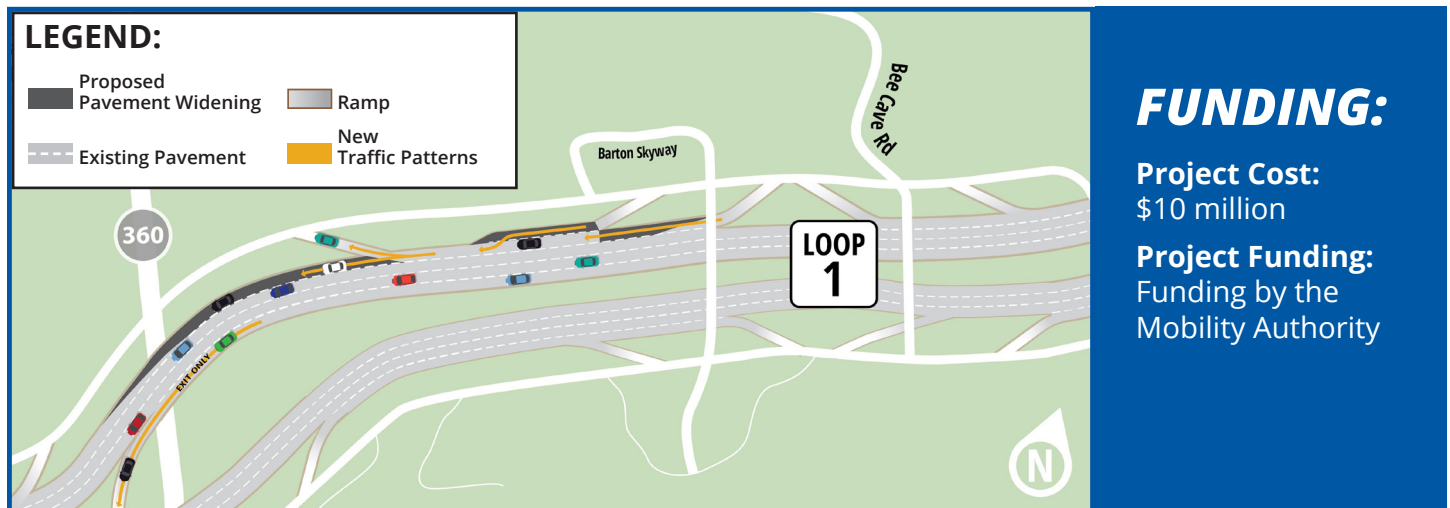 LEGEND:
Proposed
Pavement Widening
Ramp
Existing Pavement
New
Traffic Patterns
360
EXIT ONLY
Barton Skyway
Bee Cave Rd
LOOP
1
N
FUNDING:
Project Cost:
$10 million
Project Funding:
Funding by the
Mobility Authority